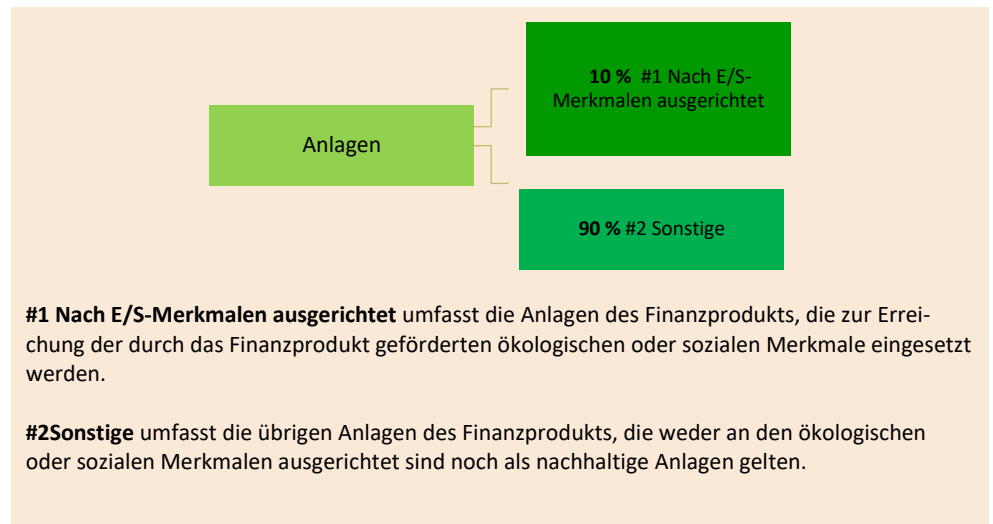 10 % #1 Nach E/S-
Merkmalen ausgerichtet
Anlagen
90 % #2 Sonstige
#1 Nach E/S-Merkmalen ausgerichtet umfasst die Anlagen des Finanzprodukts, die zur Errei-
chung der durch das Finanzprodukt geförderten ökologischen oder sozialen Merkmale eingesetzt
werden.
#2Sonstige umfasst die übrigen Anlagen des Finanzprodukts, die weder an den ökologischen
oder sozialen Merkmalen ausgerichtet sind noch als nachhaltige Anlagen gelten.